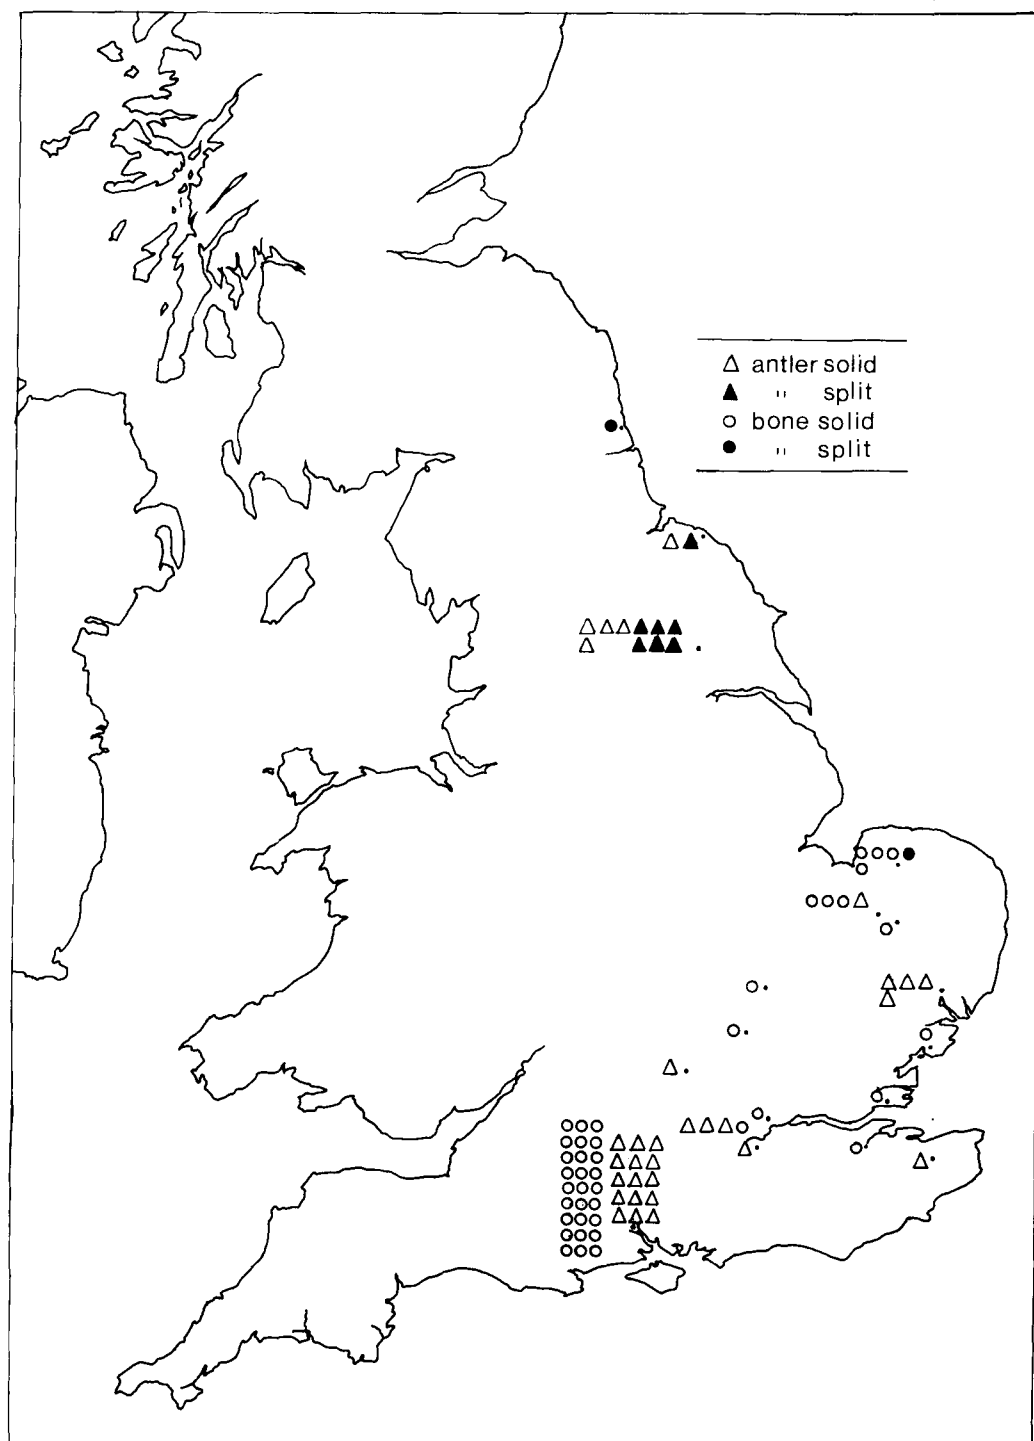 △ antler solid
▲ " split
○ bone solid
● " split